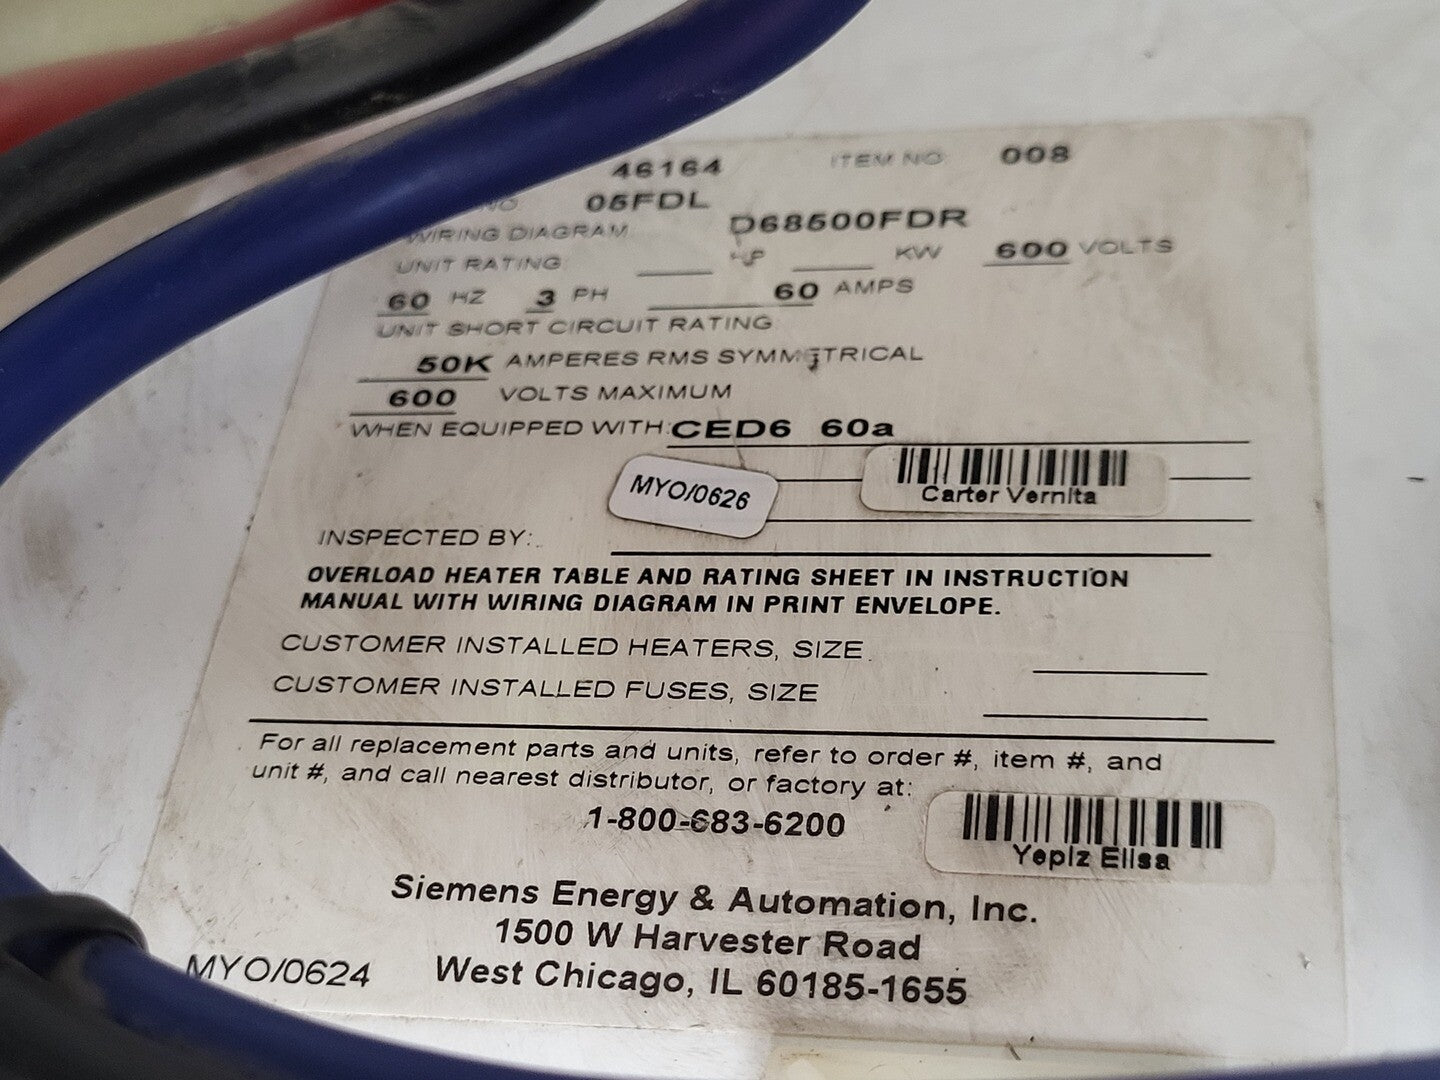 46164 ITEM NO 008
NO 05FDL
WIRING DIAGRAM D68500FDR
UNIT RATING: HP KW 600 VOLTS
60 HZ 3 PH 60 AMPS
UNIT SHORT CIRCUIT RATING
50K AMPERES RMS SYMMETRICAL
600 VOLTS MAXIMUM
WHEN EQUIPPED WITH: CED6 60a
Carter Vernita
MYO/0626
INSPECTED BY:
OVERLOAD HEATER TABLE AND RATING SHEET IN INSTRUCTION
MANUAL WITH WIRING DIAGRAM IN PRINT ENVELOPE.
CUSTOMER INSTALLED HEATERS, SIZE
CUSTOMER INSTALLED FUSES, SIZE
For all replacement parts and units, refer to order #, item #, and
unit #, and call nearest distributor, or factory at:
1-800-683-6200
Yepiz Elisa
Siemens Energy & Automation, Inc.
1500 W Harvester Road
MYO/0624 West Chicago, IL 60185-1655